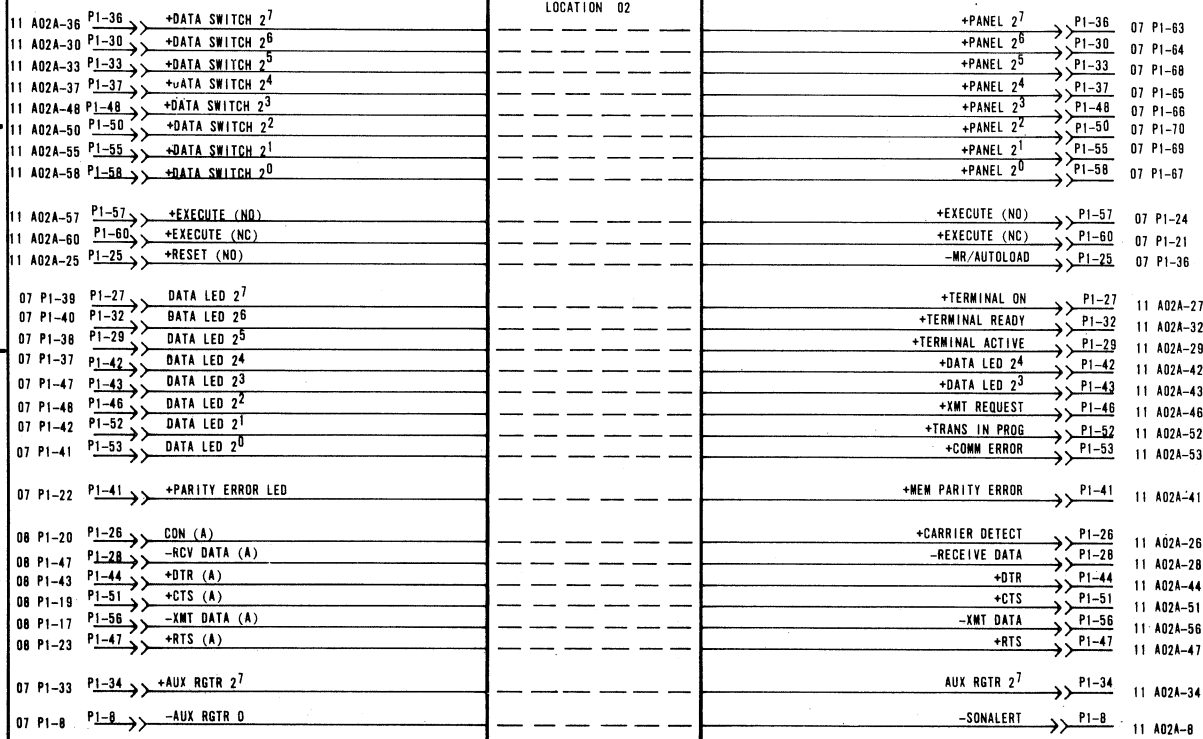 LOCATION 02
11 A02A-36 P1-36 +DATA SWITCH 2⁷ +PANEL 2⁷ P1-36 07 P1-63
11 A02A-30 P1-30 +DATA SWITCH 2⁶ +PANEL 2⁶ P1-30 07 P1-64
11 A02A-33 P1-33 +DATA SWITCH 2⁵ +PANEL 2⁵ P1-33 07 P1-68
11 A02A-37 P1-37 +DATA SWITCH 2⁴ +PANEL 2⁴ P1-37 07 P1-65
11 A02A-48 P1-48 +DATA SWITCH 2³ +PANEL 2³ P1-48 07 P1-66
11 A02A-50 P1-50 +DATA SWITCH 2² +PANEL 2² P1-50 07 P1-70
11 A02A-55 P1-55 +DATA SWITCH 2¹ +PANEL 2¹ P1-55 07 P1-69
11 A02A-58 P1-58 +DATA SWITCH 2⁰ +PANEL 2⁰ P1-58 07 P1-67
11 A02A-57 P1-57 +EXECUTE (NO) +EXECUTE (NO) P1-57 07 P1-24
11 A02A-60 P1-60 +EXECUTE (NC) +EXECUTE (NC) P1-60 07 P1-21
11 A02A-25 P1-25 +RESET (NO) -MR/AUTOLOAD P1-25 07 P1-36
07 P1-39 P1-27 DATA LED 2⁷ +TERMINAL ON P1-27 11 A02A-27
07 P1-40 P1-32 DATA LED 2⁶ +TERMINAL READY P1-32 11 A02A-32
07 P1-38 P1-29 DATA LED 2⁵ +TERMINAL ACTIVE P1-29 11 A02A-29
07 P1-37 P1-42 DATA LED 2⁴ +DATA LED 2⁴ P1-42 11 A02A-42
07 P1-47 P1-43 DATA LED 2³ +DATA LED 2³ P1-43 11 A02A-43
07 P1-48 P1-46 DATA LED 2² +XMT REQUEST P1-46 11 A02A-46
07 P1-42 P1-52 DATA LED 2¹ +TRANS IN PROG P1-52 11 A02A-52
07 P1-41 P1-53 DATA LED 2⁰ +COMM ERROR P1-53 11 A02A-53
07 P1-22 P1-41 +PARITY ERROR LED +MEM PARITY ERROR P1-41 11 A02A-41
08 P1-20 P1-26 CON (A) +CARRIER DETECT P1-26 11 A02A-26
08 P1-47 P1-28 -RCV DATA (A) -RECEIVE DATA P1-28 11 A02A-28
08 P1-43 P1-44 +DTR (A) +DTR P1-44 11 A02A-44
08 P1-19 P1-51 +CTS (A) +CTS P1-51 11 A02A-51
08 P1-17 P1-56 -XMT DATA (A) -XMT DATA P1-56 11 A02A-56
08 P1-23 P1-47 +RTS (A) +RTS P1-47 11 A02A-47
07 P1-33 P1-34 +AUX RGTR 2⁷ AUX RGTR 2⁷ P1-34 11 A02A-34
07 P1-8 P1-8 -AUX RGTR 0 -SONALERT P1-8 11 A02A-8